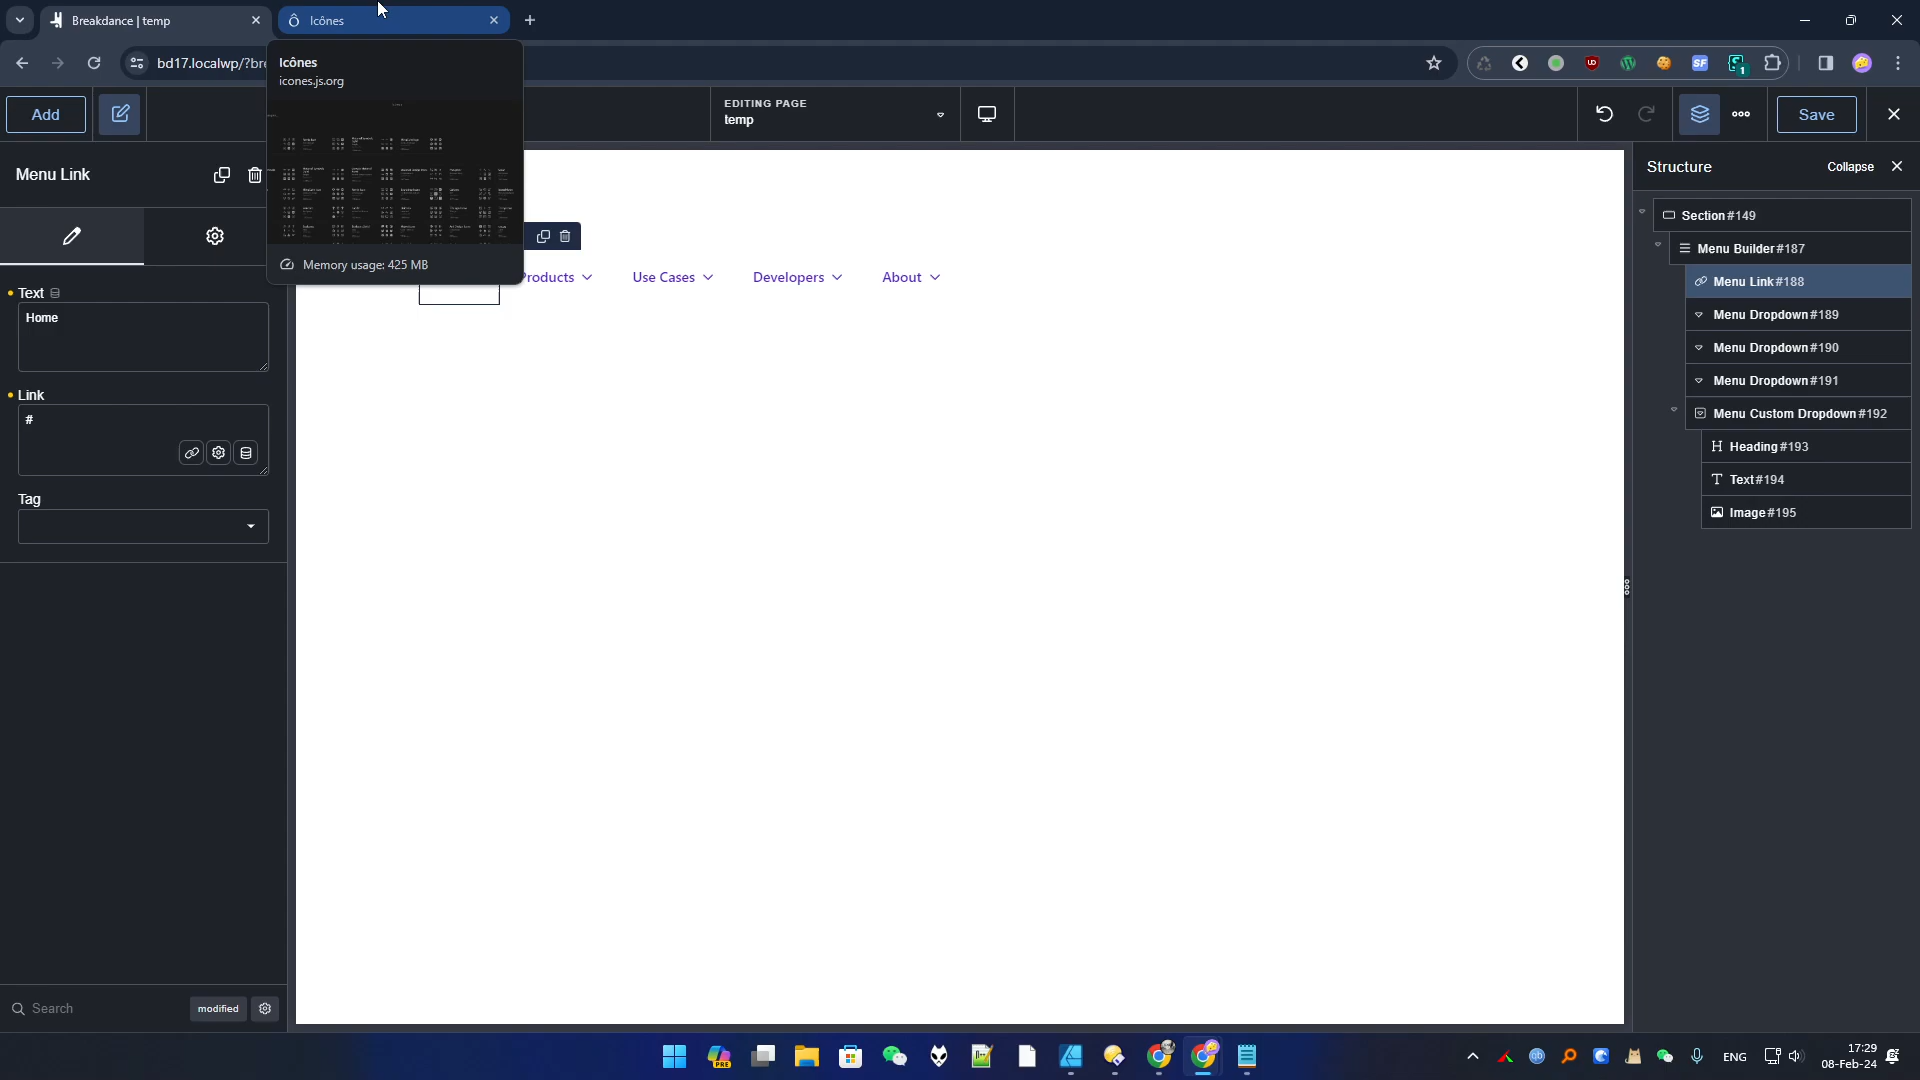 Breakdance | temp
Icônes
bd17.localwp/?bre
Icônes
icones.js.org
Memory usage: 425 MB
Add
EDITING PAGE
temp
Save
Menu Link
Text
Home
Link
#
Tag
Search
modified
Products
Use Cases
Developers
About
Structure
Collapse
Section #149
Menu Builder #187
Menu Link #188
Menu Dropdown #189
Menu Dropdown #190
Menu Dropdown #191
Menu Custom Dropdown #192
Heading #193
Text #194
Image #195
ENG
17:29
08-Feb-24